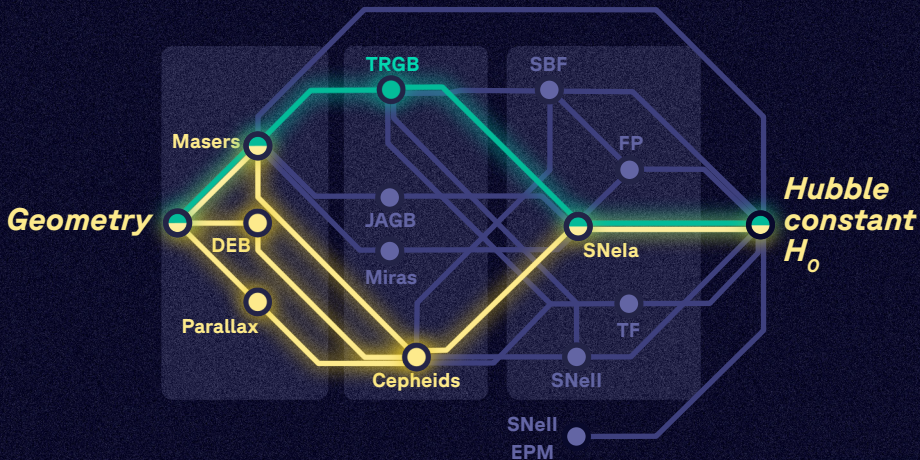 TRGB
SBF
Masers
FP
Hubble
constant
H0
Geometry
JAGB
DEB
SNeIa
Miras
Parallax
TF
Cepheids
SNeII
SNeII
EPM